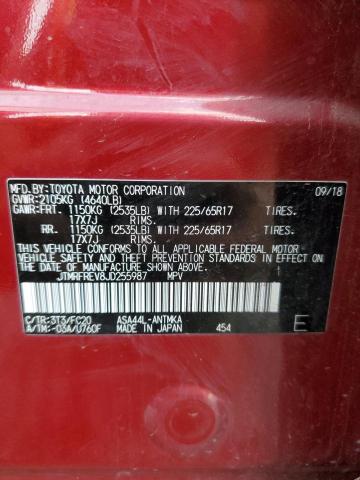 MFD.BY:TOYOTA MOTOR CORPORATION 09/18
GVWR:2105KG (4640LB)
GAWR:FRT. 1150KG (2535LB) WITH 225/65R17 TIRES.
17X7J RIMS.
RR. 1150KG (2535LB) WITH 225/65R17 TIRES.
17X7J RIMS.
THIS VEHICLE CONFORMS TO ALL APPLICABLE FEDERAL MOTOR
VEHICLE SAFETY, BUMPER, AND THEFT PREVENTION STANDARDS IN
EFFECT ON THE DATE OF MANUFACTURE SHOWN ABOVE.
JTMRFREV8JD255987 MPV
C/TR:3T3/FC20 ASA44L-ANTMKA
A/TM:-03A/U760F MADE IN JAPAN 454 E